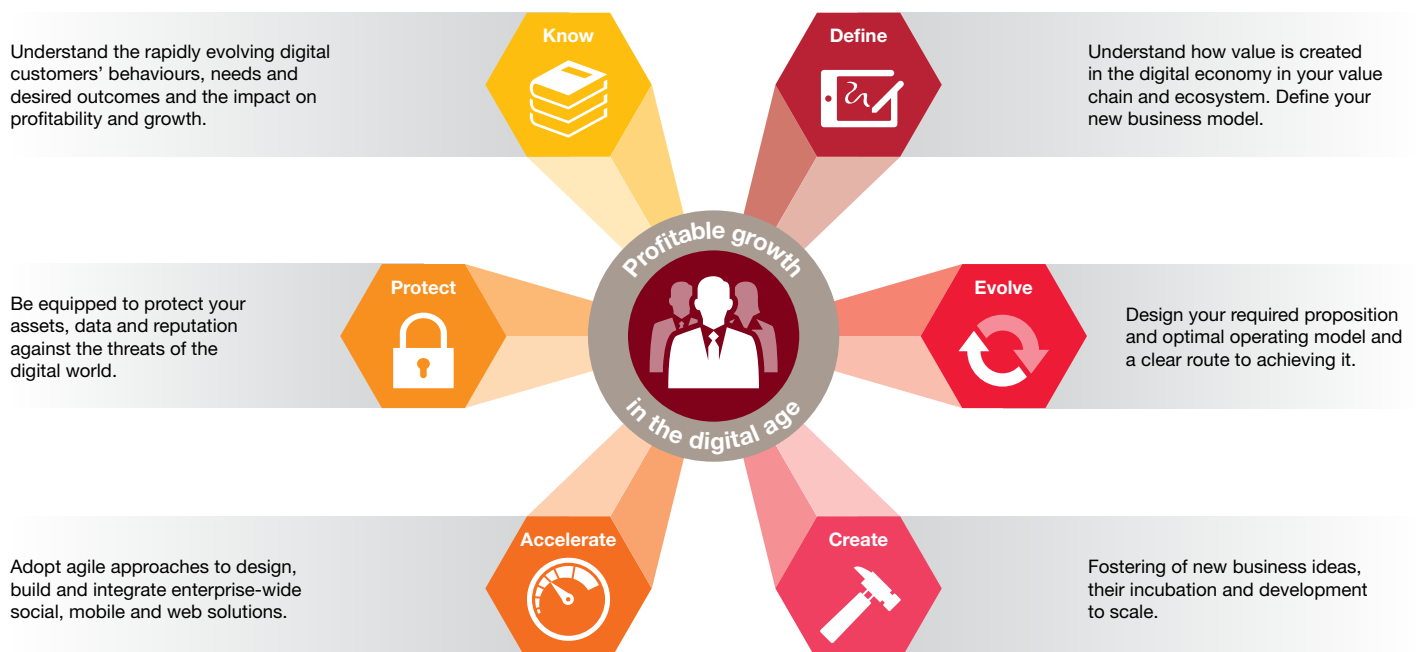 Know
Understand the rapidly evolving digital
customers’ behaviours, needs and
desired outcomes and the impact on
profitability and growth.
Define
Understand how value is created
in the digital economy in your value
chain and ecosystem. Define your
new business model.
Profitable growth
in the digital age
Protect
Be equipped to protect your
assets, data and reputation
against the threats of the
digital world.
Evolve
Design your required proposition
and optimal operating model and
a clear route to achieving it.
Accelerate
Adopt agile approaches to design,
build and integrate enterprise-wide
social, mobile and web solutions.
Create
Fostering of new business ideas,
their incubation and development
to scale.